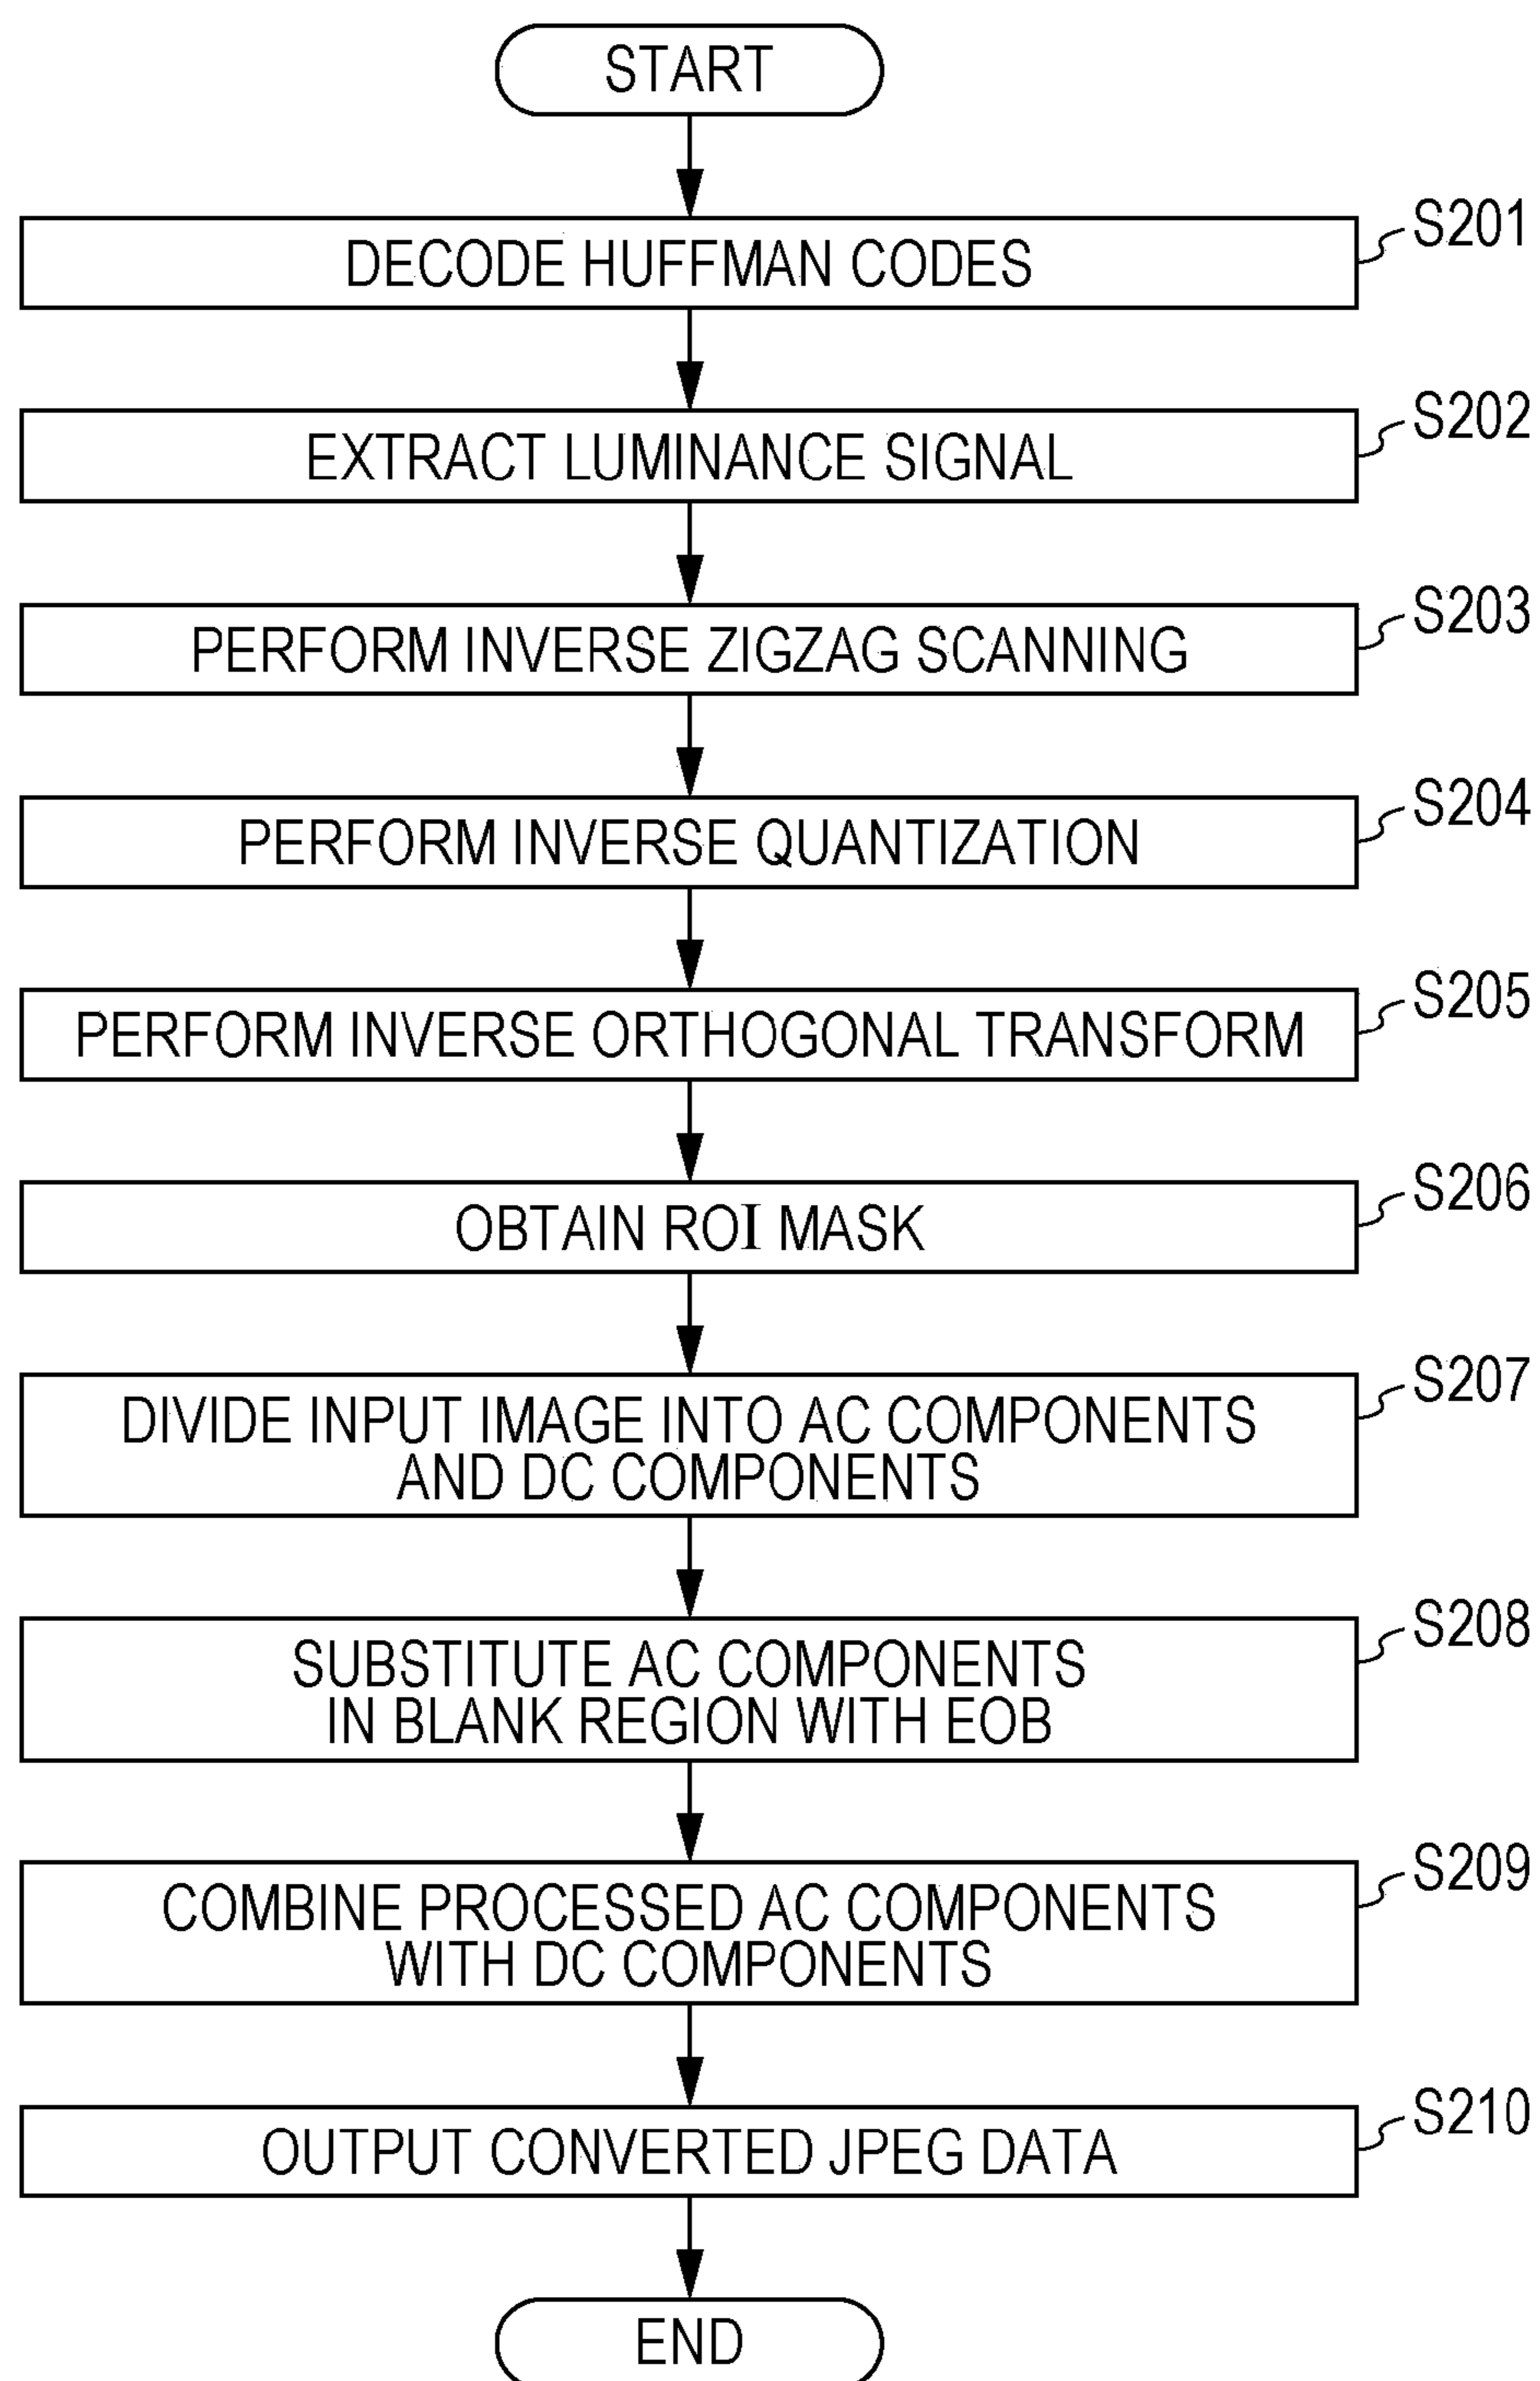 START
S201
DECODE HUFFMAN CODES
S202
EXTRACT LUMINANCE SIGNAL
S203
PERFORM INVERSE ZIGZAG SCANNING
S204
PERFORM INVERSE QUANTIZATION
S205
PERFORM INVERSE ORTHOGONAL TRANSFORM
S206
OBTAIN ROI MASK
S207
DIVIDE INPUT IMAGE INTO AC COMPONENTS
AND DC COMPONENTS
S208
SUBSTITUTE AC COMPONENTS
IN BLANK REGION WITH EOB
S209
COMBINE PROCESSED AC COMPONENTS
WITH DC COMPONENTS
S210
OUTPUT CONVERTED JPEG DATA
END